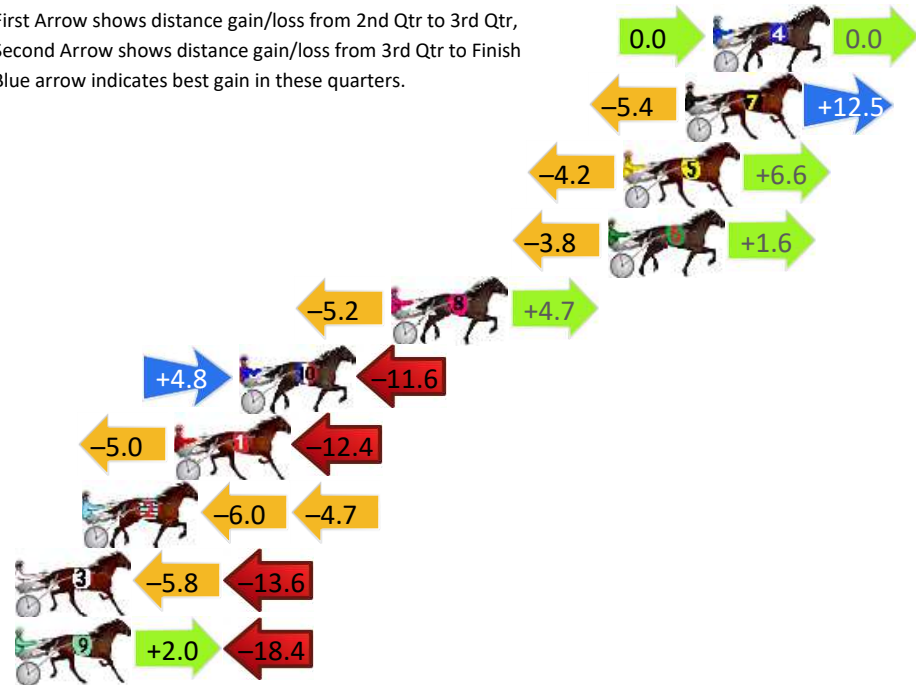 First Arrow shows distance gain/loss from 2nd Qtr to 3rd Qtr,
Second Arrow shows distance gain/loss from 3rd Qtr to Finish
Blue arrow indicates best gain in these quarters.
0.0 4 0.0
–5.4 7 +12.5
–4.2 5 +6.6
–3.8 6 +1.6
–5.2 8 +4.7
+4.8 10 –11.6
–5.0 1 –12.4
2 –6.0 –4.7
3 –5.8 –13.6
9 +2.0 –18.4